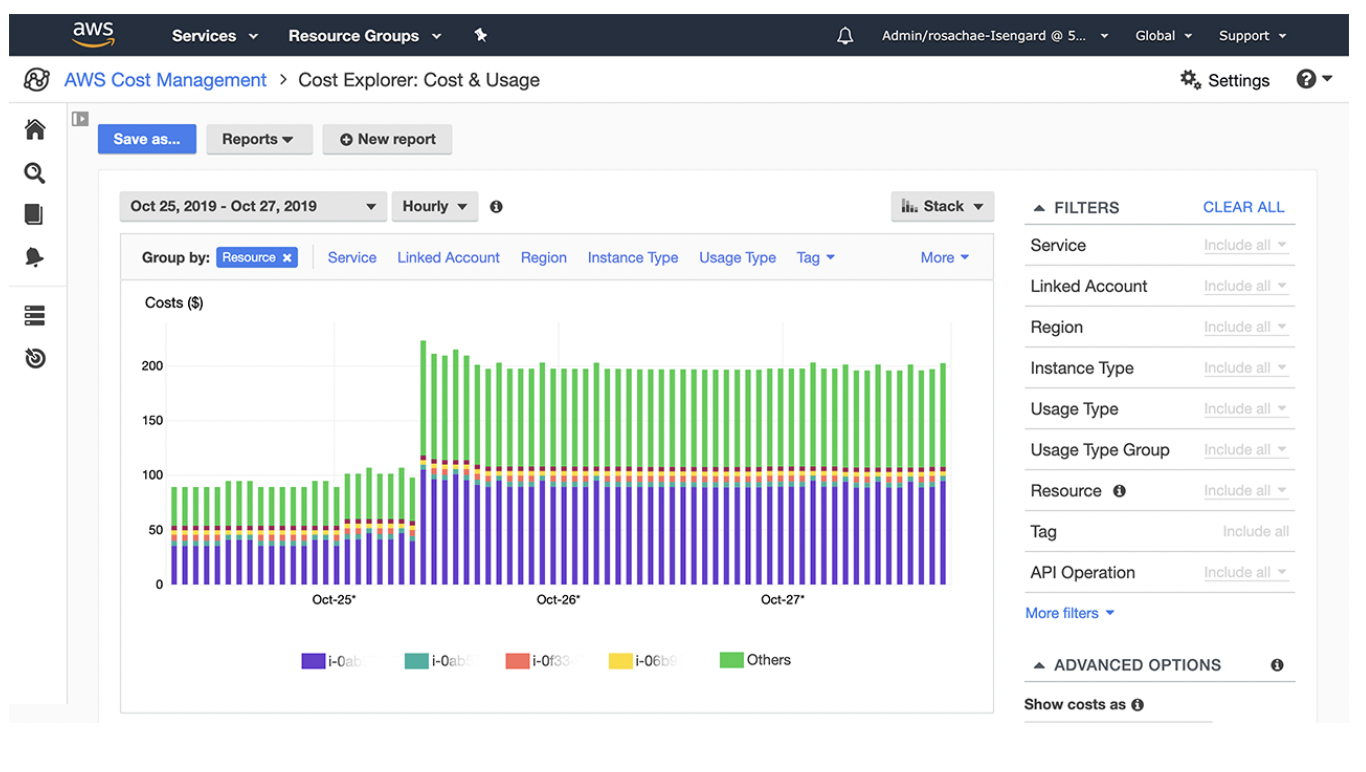 aws Services Resource Groups Admin/rosachae-Isengard @ 5... Global Support
AWS Cost Management > Cost Explorer: Cost & Usage Settings
Save as... Reports New report
Oct 25, 2019 - Oct 27, 2019 Hourly Stack
Group by: Resource Service Linked Account Region Instance Type Usage Type Tag More
Costs ($)
200
150
100
50
0
Oct-25* Oct-26* Oct-27*
i-0ab i-0ab5 i-0f33 i-06b9 Others
FILTERS CLEAR ALL
Service Include all
Linked Account Include all
Region Include all
Instance Type Include all
Usage Type Include all
Usage Type Group Include all
Resource Include all
Tag Include all
API Operation Include all
More filters
ADVANCED OPTIONS
Show costs as